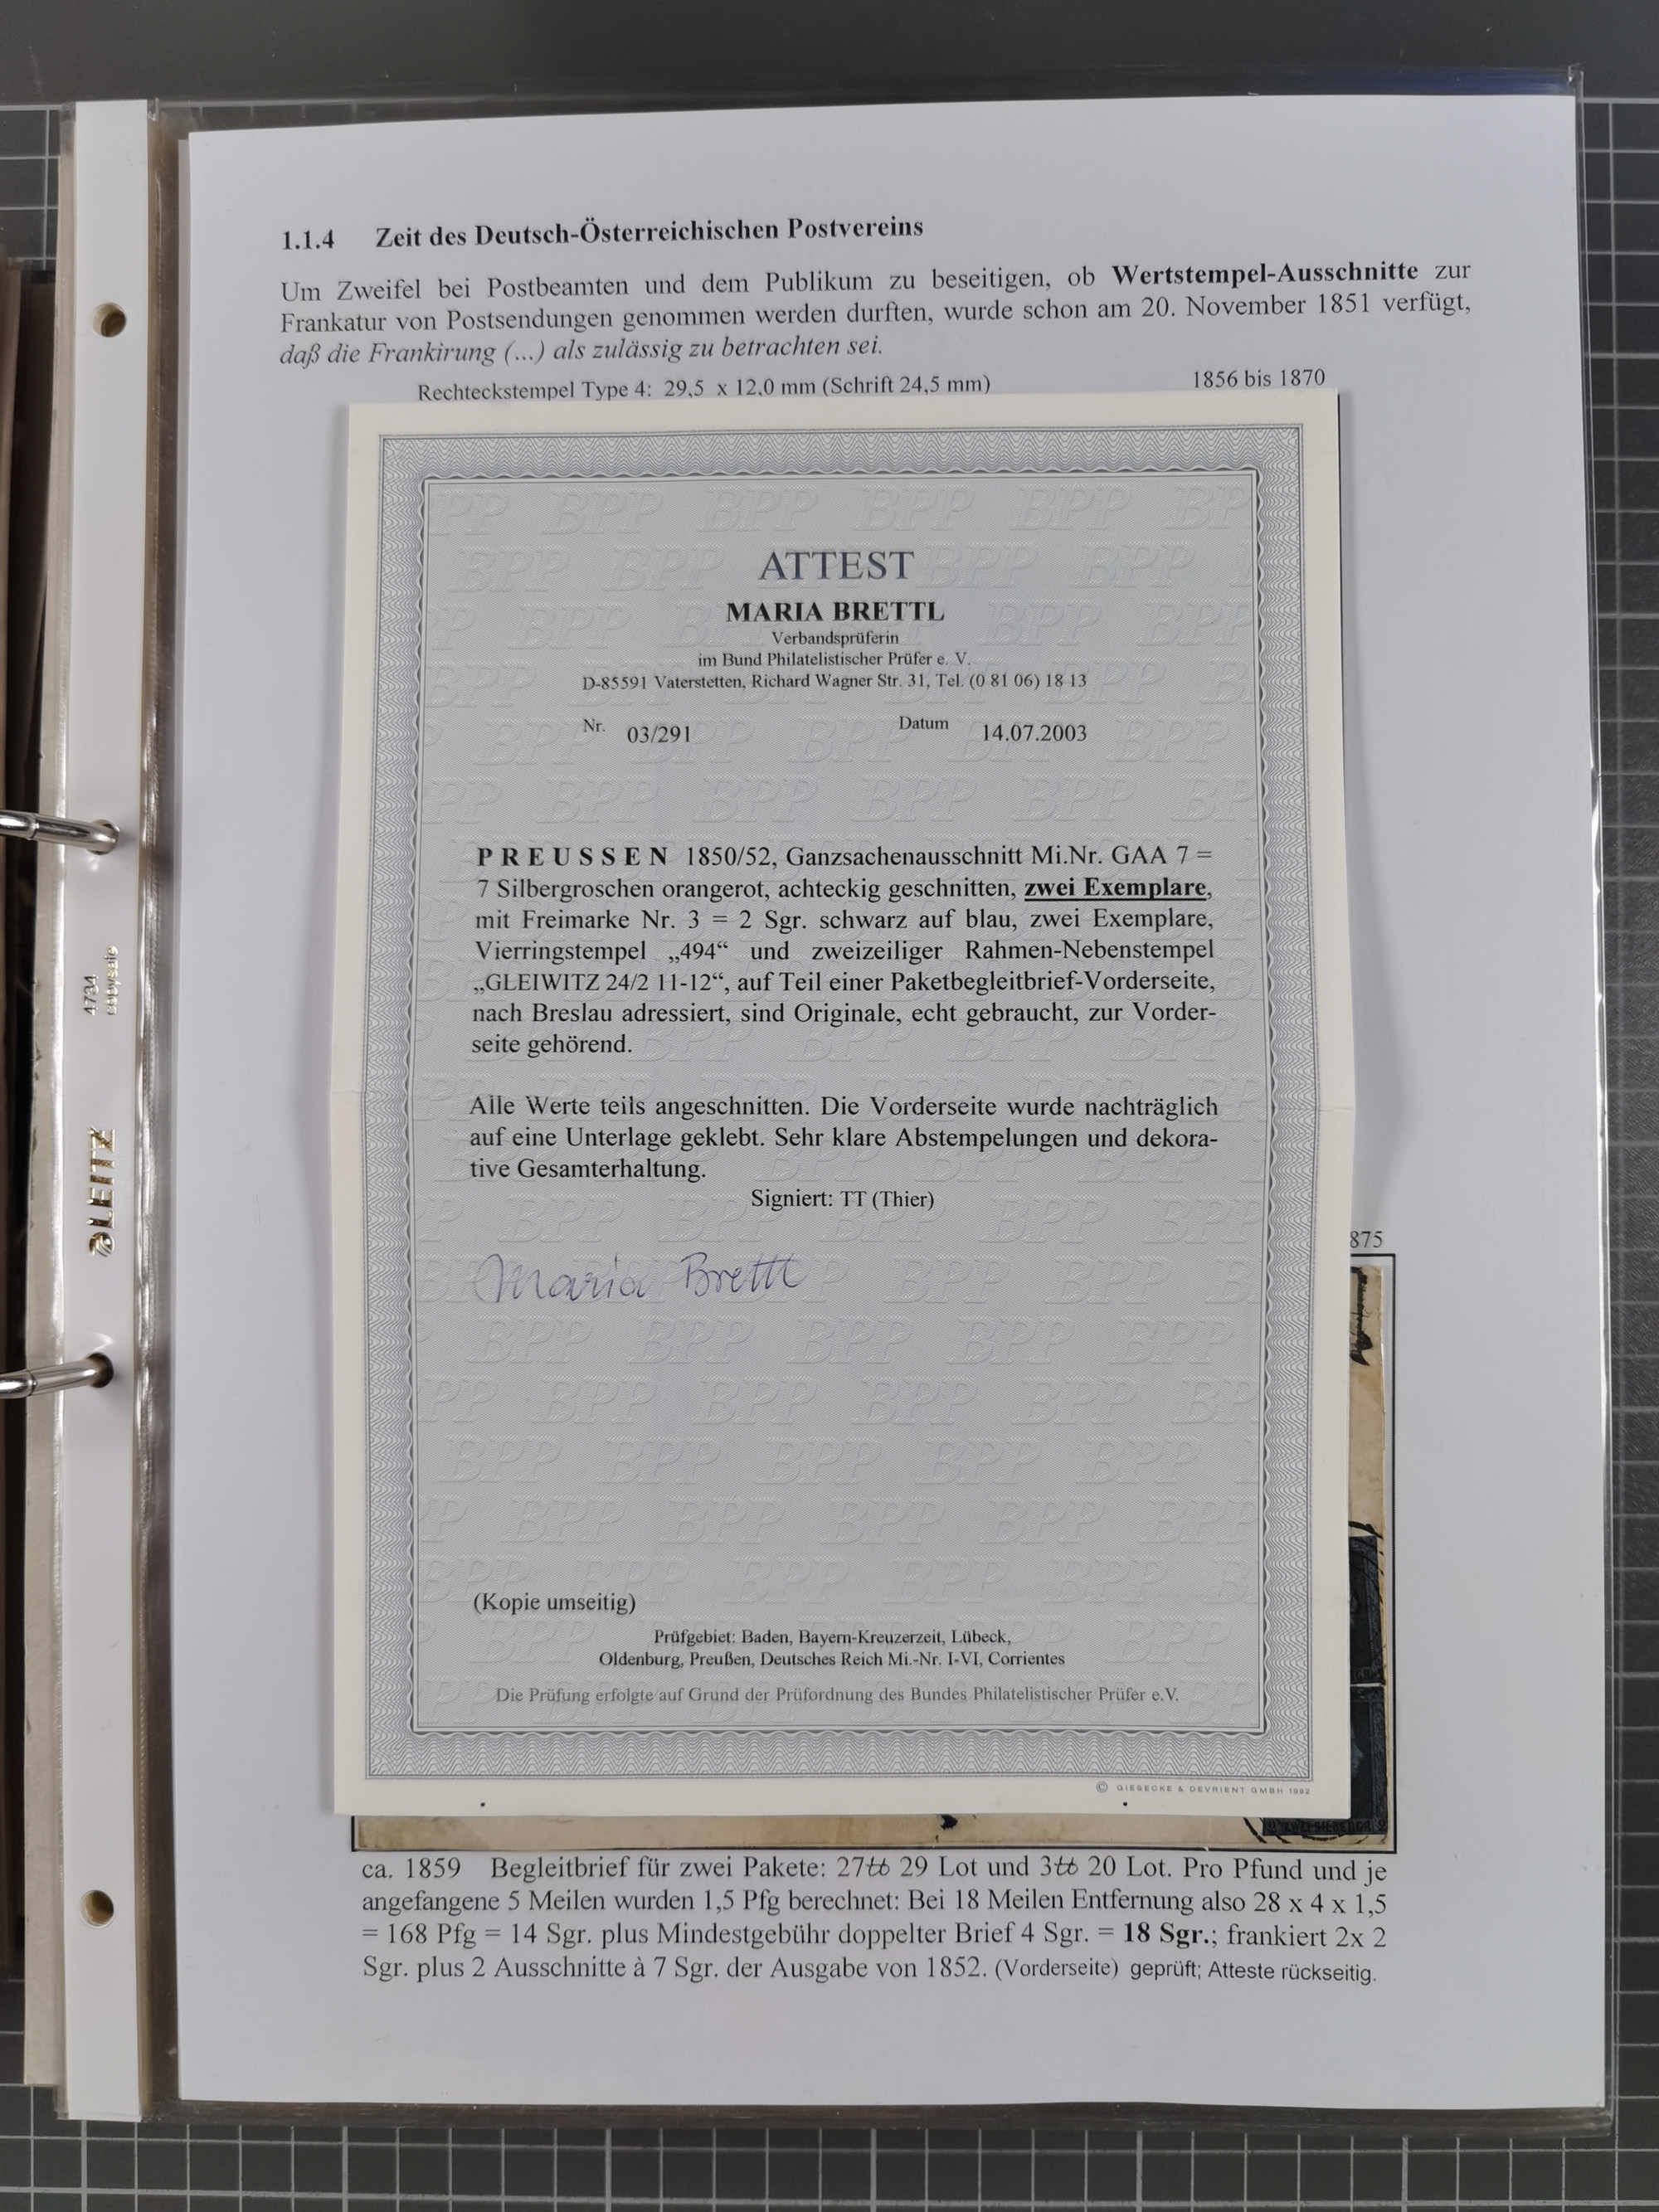 1.1.4 Zeit des Deutsch-Österreichischen Postvereins
Um Zweifel bei Postbeamten und dem Publikum zu beseitigen, ob Wertstempel-Ausschnitte zur
Frankatur von Postsendungen genommen werden durften, wurde schon am 20. November 1851 verfügt,
daß die Frankirung (...) als zulässig zu betrachten sei.
Rechteckstempel Type 4: 29,5 x 12,0 mm (Schrift 24,5 mm) 1856 bis 1870
ATTEST
MARIA BRETTL
Verbandsprüferin
im Bund Philatelistischer Prüfer e. V.
D-85591 Vaterstetten, Richard Wagner Str. 31, Tel. (0 81 06) 18 13
Nr. 03/291 Datum 14.07.2003
PREUSSEN 1850/52, Ganzsachenausschnitt Mi.Nr. GAA 7 =
7 Silbergroschen orangerot, achteckig geschnitten, zwei Exemplare,
mit Freimarke Nr. 3 = 2 Sgr. schwarz auf blau, zwei Exemplare,
Vierringstempel „494“ und zweizeiliger Rahmen-Nebenstempel
„GLEIWITZ 24/2 11-12“, auf Teil einer Paketbegleitbrief-Vorderseite,
nach Breslau adressiert, sind Originale, echt gebraucht, zur Vorder-
seite gehörend.
Alle Werte teils angeschnitten. Die Vorderseite wurde nachträglich
auf eine Unterlage geklebt. Sehr klare Abstempelungen und dekora-
tive Gesamterhaltung.
Signiert: TT (Thier)
Maria Brettl
(Kopie umseitig)
Prüfgebiet: Baden, Bayern-Kreuzerzeit, Lübeck,
Oldenburg, Preußen, Deutsches Reich Mi.-Nr. I-VI, Corrientes
Die Prüfung erfolgte auf Grund der Prüfordnung des Bundes Philatelistischer Prüfer e.V.
© GIESECKE & DEVRIENT GMBH 1992
875
ca. 1859 Begleitbrief für zwei Pakete: 27℔ 29 Lot und 3℔ 20 Lot. Pro Pfund und je
angefangene 5 Meilen wurden 1,5 Pfg berechnet: Bei 18 Meilen Entfernung also 28 x 4 x 1,5
= 168 Pfg = 14 Sgr. plus Mindestgebühr doppelter Brief 4 Sgr. = 18 Sgr.; frankiert 2x 2
Sgr. plus 2 Ausschnitte à 7 Sgr. der Ausgabe von 1852. (Vorderseite) geprüft; Atteste rückseitig.
LEITZ
4734
copysafe